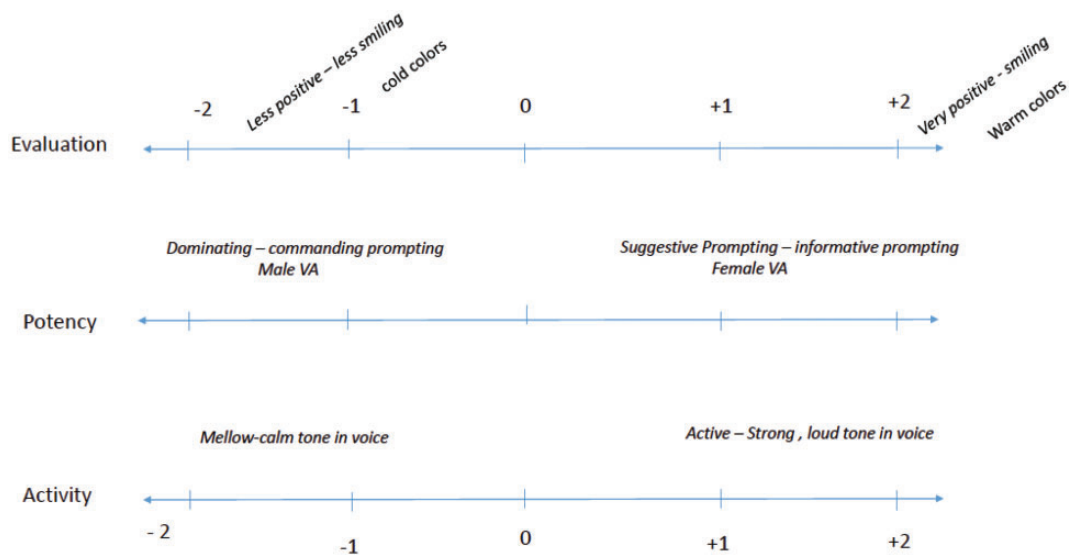 Less positive – less smiling
cold colors
Very positive - smiling
Warm colors
-2 -1 0 +1 +2
Evaluation
Dominating – commanding prompting
Male VA
Suggestive Prompting – informative prompting
Female VA
Potency
Mellow-calm tone in voice
Active – Strong , loud tone in voice
Activity
- 2 -1 0 +1 +2